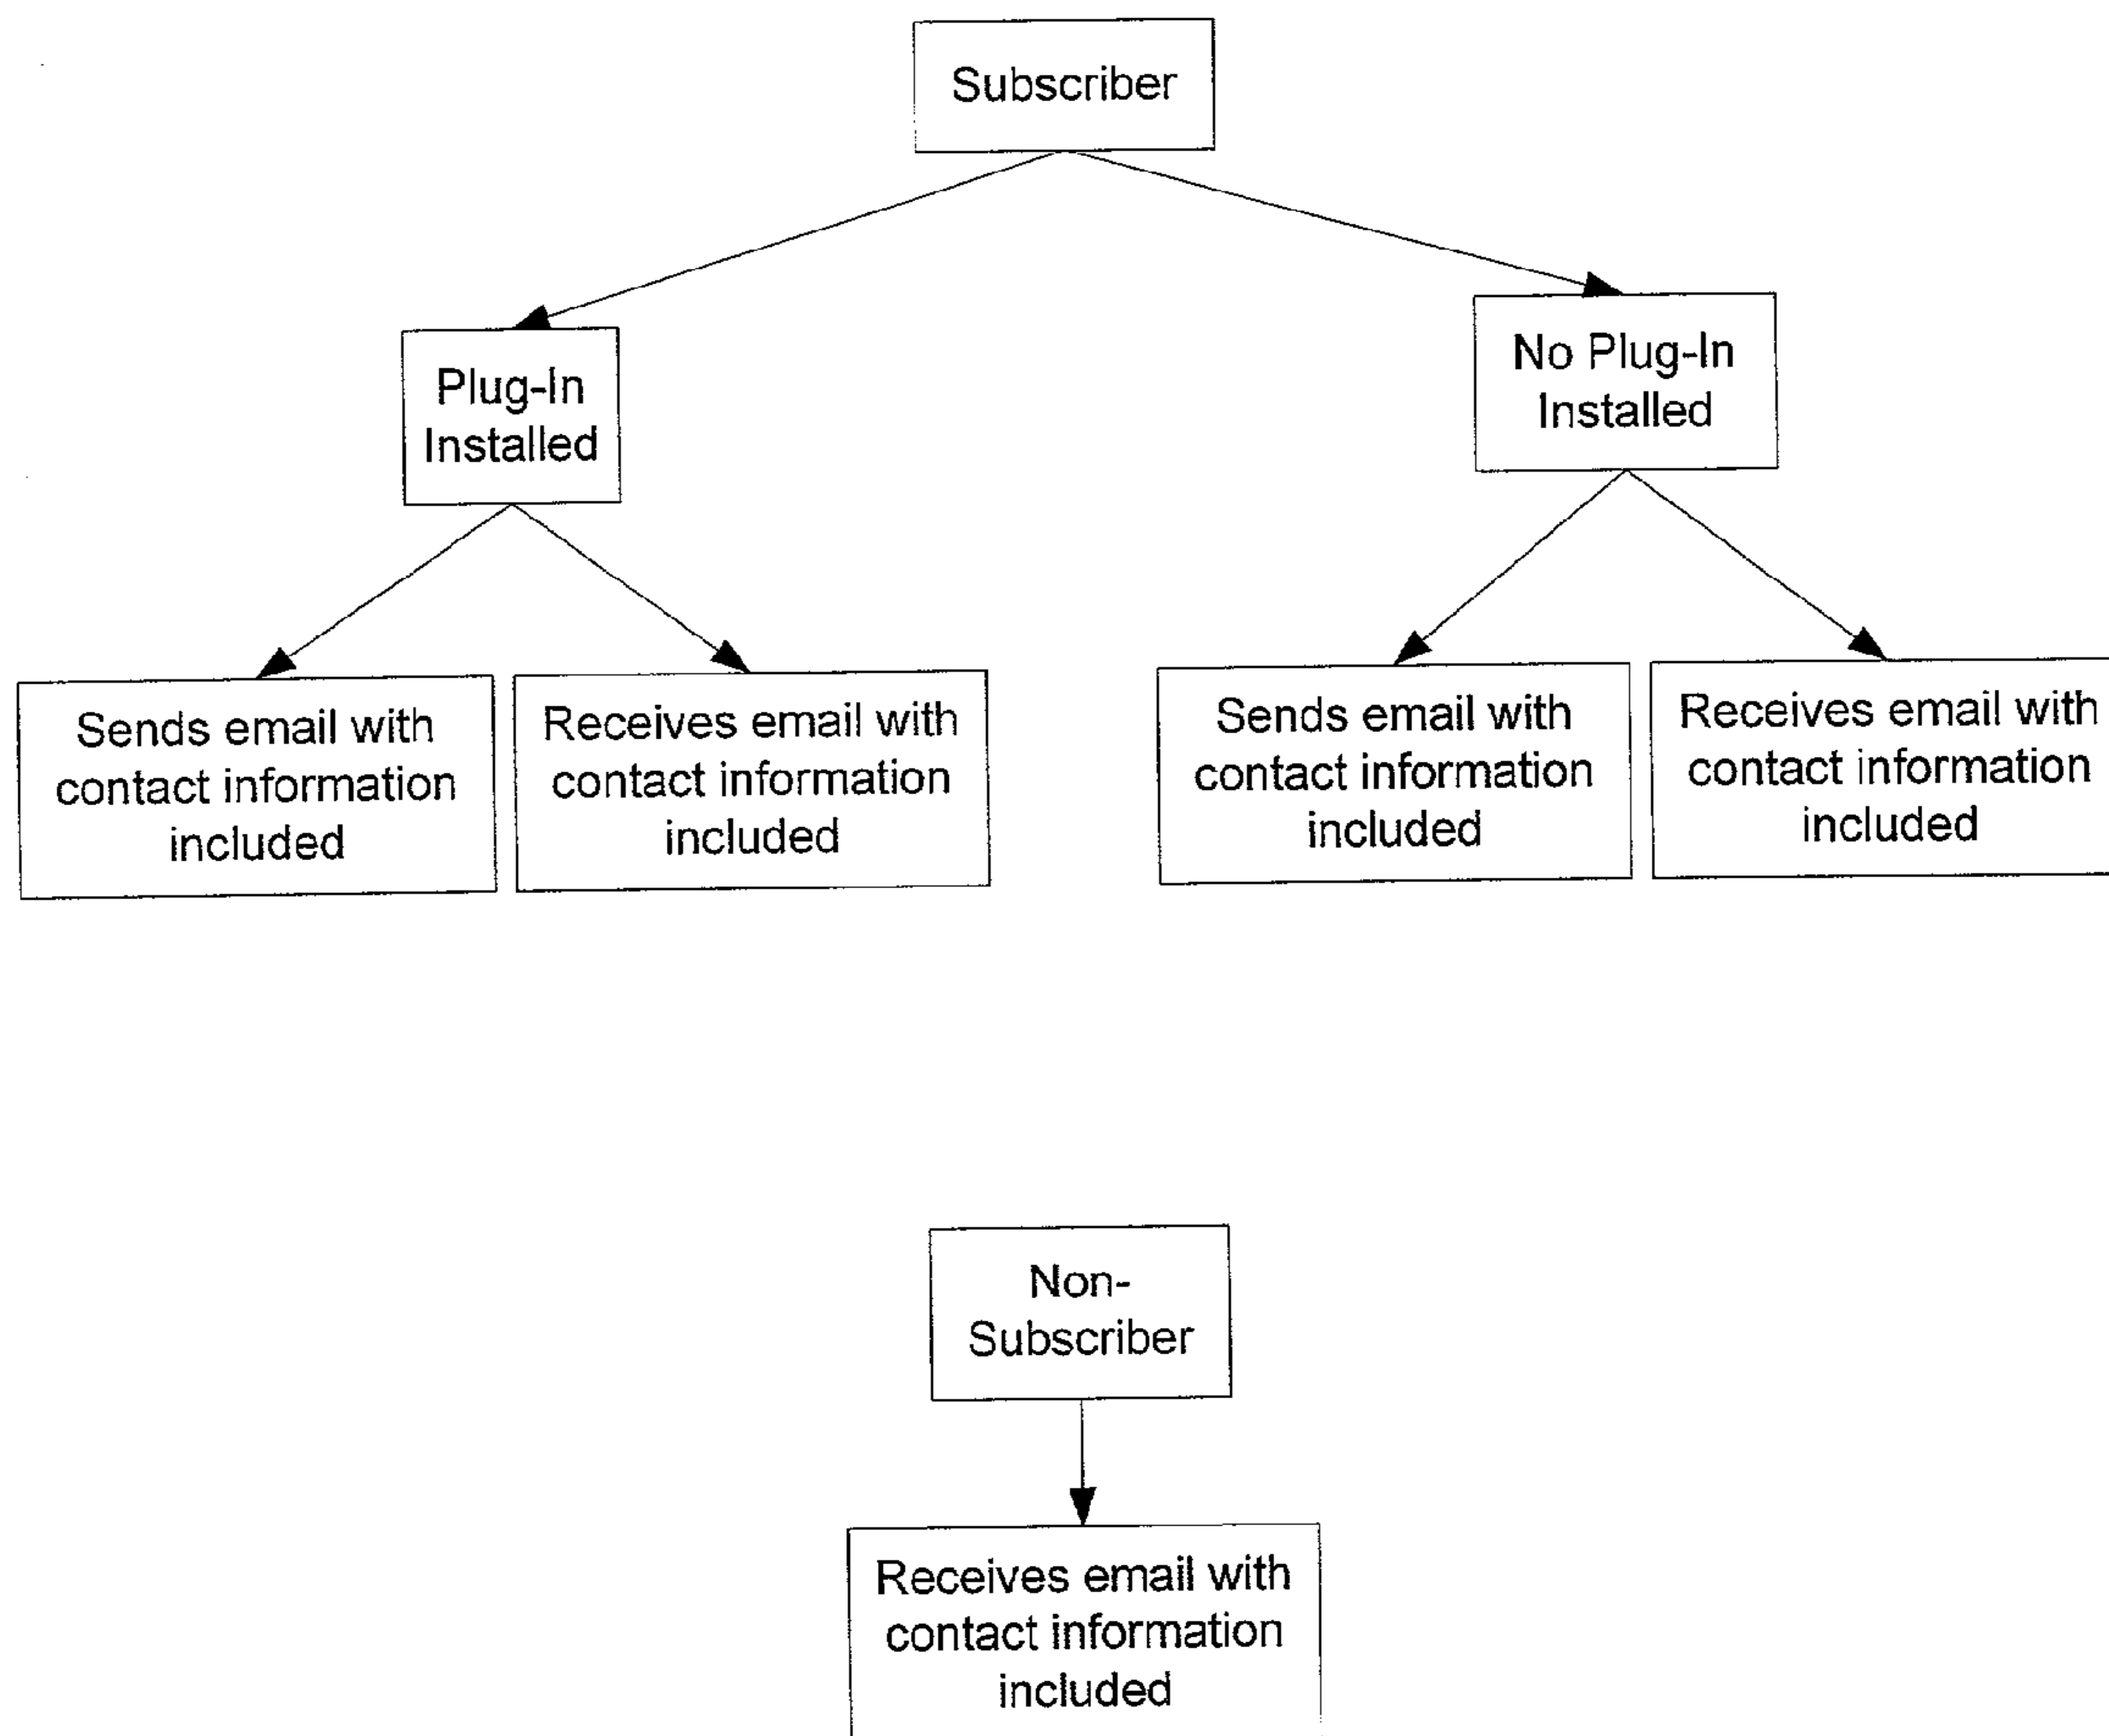 Subscriber
Plug-In
Installed
No Plug-In
Installed
Sends email with
contact information
included
Receives email with
contact information
included
Sends email with
contact information
included
Receives email with
contact information
included
Non-
Subscriber
Receives email with
contact information
included